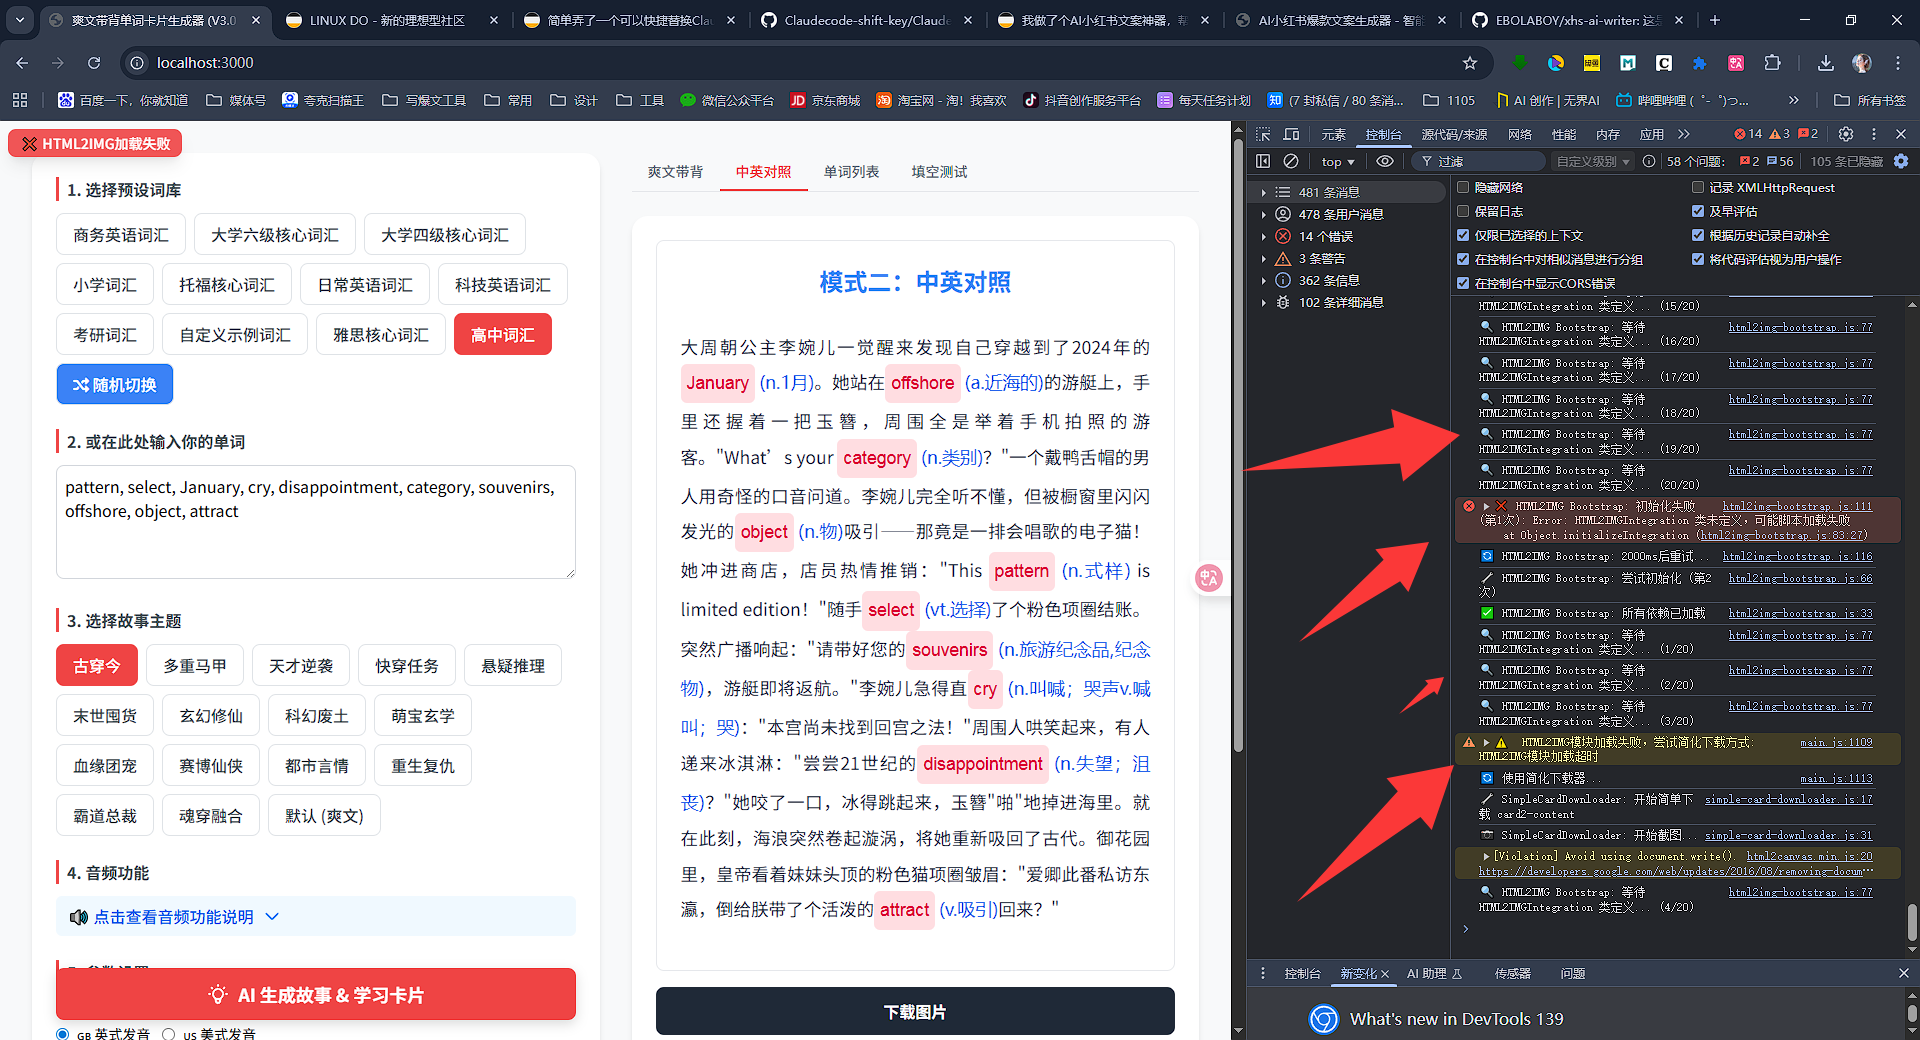 爽文带背单词卡片生成器 (V3.0
LINUX DO - 新的理想型社区
简单弄了一个可以快捷替换Clau
Claudecode-shift-key/Claude
我做了个AI小红书文案神器，帮
AI小红书爆款文案生成器 - 智能
EBOLABOY/xhs-ai-writer: 这是
localhost:3000
百度一下，你就知道
媒体号
夸克扫描王
写爆文工具
常用
设计
工具
微信公众平台
京东商城
淘宝网 - 淘！我喜欢
抖音创作服务平台
每天任务计划
(7 封私信 / 80 条消...
1105
AI 创作 | 无界AI
哔哩哔哩 (゜-゜)つ...
所有书签
HTML2IMG加载失败
1. 选择预设词库
商务英语词汇 大学六级核心词汇 大学四级核心词汇
小学词汇 托福核心词汇 日常英语词汇 科技英语词汇
考研词汇 自定义示例词汇 雅思核心词汇 高中词汇
随机切换
2. 或在此处输入你的单词
pattern, select, January, cry, disappointment, category, souvenirs,
offshore, object, attract
3. 选择故事主题
古穿今 多重马甲 天才逆袭 快穿任务 悬疑推理
末世囤货 玄幻修仙 科幻废土 萌宝玄学
血缘团宠 赛博仙侠 都市言情 重生复仇
霸道总裁 魂穿融合 默认 (爽文)
4. 音频功能
点击查看音频功能说明
AI 生成故事 & 学习卡片
GB 英式发音 US 美式发音
爽文带背 中英对照 单词列表 填空测试
模式二：中英对照
大周朝公主李婉儿一觉醒来发现自己穿越到了2024年的
January (n.1月)。她站在 offshore (a.近海的)的游艇上，手
里还握着一把玉簪，周围全是举着手机拍照的游
客。"What's your category (n.类别)？"一个戴鸭舌帽的男
人用奇怪的口音问道。李婉儿完全听不懂，但被橱窗里闪闪
发光的 object (n.物)吸引——那竟是一排会唱歌的电子猫！
她冲进商店，店员热情推销："This pattern (n.式样) is
limited edition！"随手 select (vt.选择)了个粉色项圈结账。
突然广播响起："请带好您的 souvenirs (n.旅游纪念品,纪念
物)，游艇即将返航。"李婉儿急得直 cry (n.叫喊；哭声v.喊
叫；哭)："本宫尚未找到回宫之法！"周围人哄笑起来，有人
递来冰淇淋："尝尝21世纪的 disappointment (n.失望；沮
丧)？"她咬了一口，冰得跳起来，玉簪"啪"地掉进海里。就
在此刻，海浪突然卷起漩涡，将她重新吸回了古代。御花园
里，皇帝看着妹妹头顶的粉色猫项圈皱眉："爱卿此番私访东
瀛，倒给朕带了个活泼的 attract (v.吸引)回来？"
下载图片
元素 控制台 源代码/来源 网络 性能 内存 应用 14 3 2
top 过滤 自定义级别 58 个问题： 2 56 105 条已隐藏
481 条消息
478 条用户消息
14 个错误
3 条警告
362 条信息
102 条详细消息
隐藏网络 记录 XMLHttpRequest
保留日志 及早评估
仅限已选择的上下文 根据历史记录自动补全
在控制台中对相似消息进行分组 将代码评估视为用户操作
在控制台中显示CORS错误
HTML2IMGIntegration 类定义... (15/20)
HTML2IMG Bootstrap: 等待 html2img-bootstrap.js:77
HTML2IMGIntegration 类定义... (16/20)
HTML2IMG Bootstrap: 等待 html2img-bootstrap.js:77
HTML2IMGIntegration 类定义... (17/20)
HTML2IMG Bootstrap: 等待 html2img-bootstrap.js:77
HTML2IMGIntegration 类定义... (18/20)
HTML2IMG Bootstrap: 等待 html2img-bootstrap.js:77
HTML2IMGIntegration 类定义... (19/20)
HTML2IMG Bootstrap: 等待 html2img-bootstrap.js:77
HTML2IMGIntegration 类定义... (20/20)
HTML2IMG Bootstrap: 初始化失败 html2img-bootstrap.js:111
(第1次): Error: HTML2IMGIntegration 类未定义，可能脚本加载失败
at Object.initializeIntegration (html2img-bootstrap.js:83:27)
HTML2IMG Bootstrap: 2000ms后重试... html2img-bootstrap.js:116
HTML2IMG Bootstrap: 尝试初始化 (第2 html2img-bootstrap.js:66
次)
HTML2IMG Bootstrap: 所有依赖已加载 html2img-bootstrap.js:33
HTML2IMG Bootstrap: 等待 html2img-bootstrap.js:77
HTML2IMGIntegration 类定义... (1/20)
HTML2IMG Bootstrap: 等待 html2img-bootstrap.js:77
HTML2IMGIntegration 类定义... (2/20)
HTML2IMG Bootstrap: 等待 html2img-bootstrap.js:77
HTML2IMGIntegration 类定义... (3/20)
HTML2IMG模块加载失败，尝试简化下载方式: main.js:1109
HTML2IMG模块加载超时
使用简化下载器... main.js:1113
SimpleCardDownloader: 开始简单下 simple-card-downloader.js:17
载 card2-content
SimpleCardDownloader: 开始截图... simple-card-downloader.js:31
[Violation] Avoid using document.write(). html2canvas.min.js:20
https://developers.google.com/web/updates/2016/08/removing-docum…
HTML2IMG Bootstrap: 等待 html2img-bootstrap.js:77
HTML2IMGIntegration 类定义... (4/20)
控制台 新变化 AI 助理 传感器 问题
What's new in DevTools 139